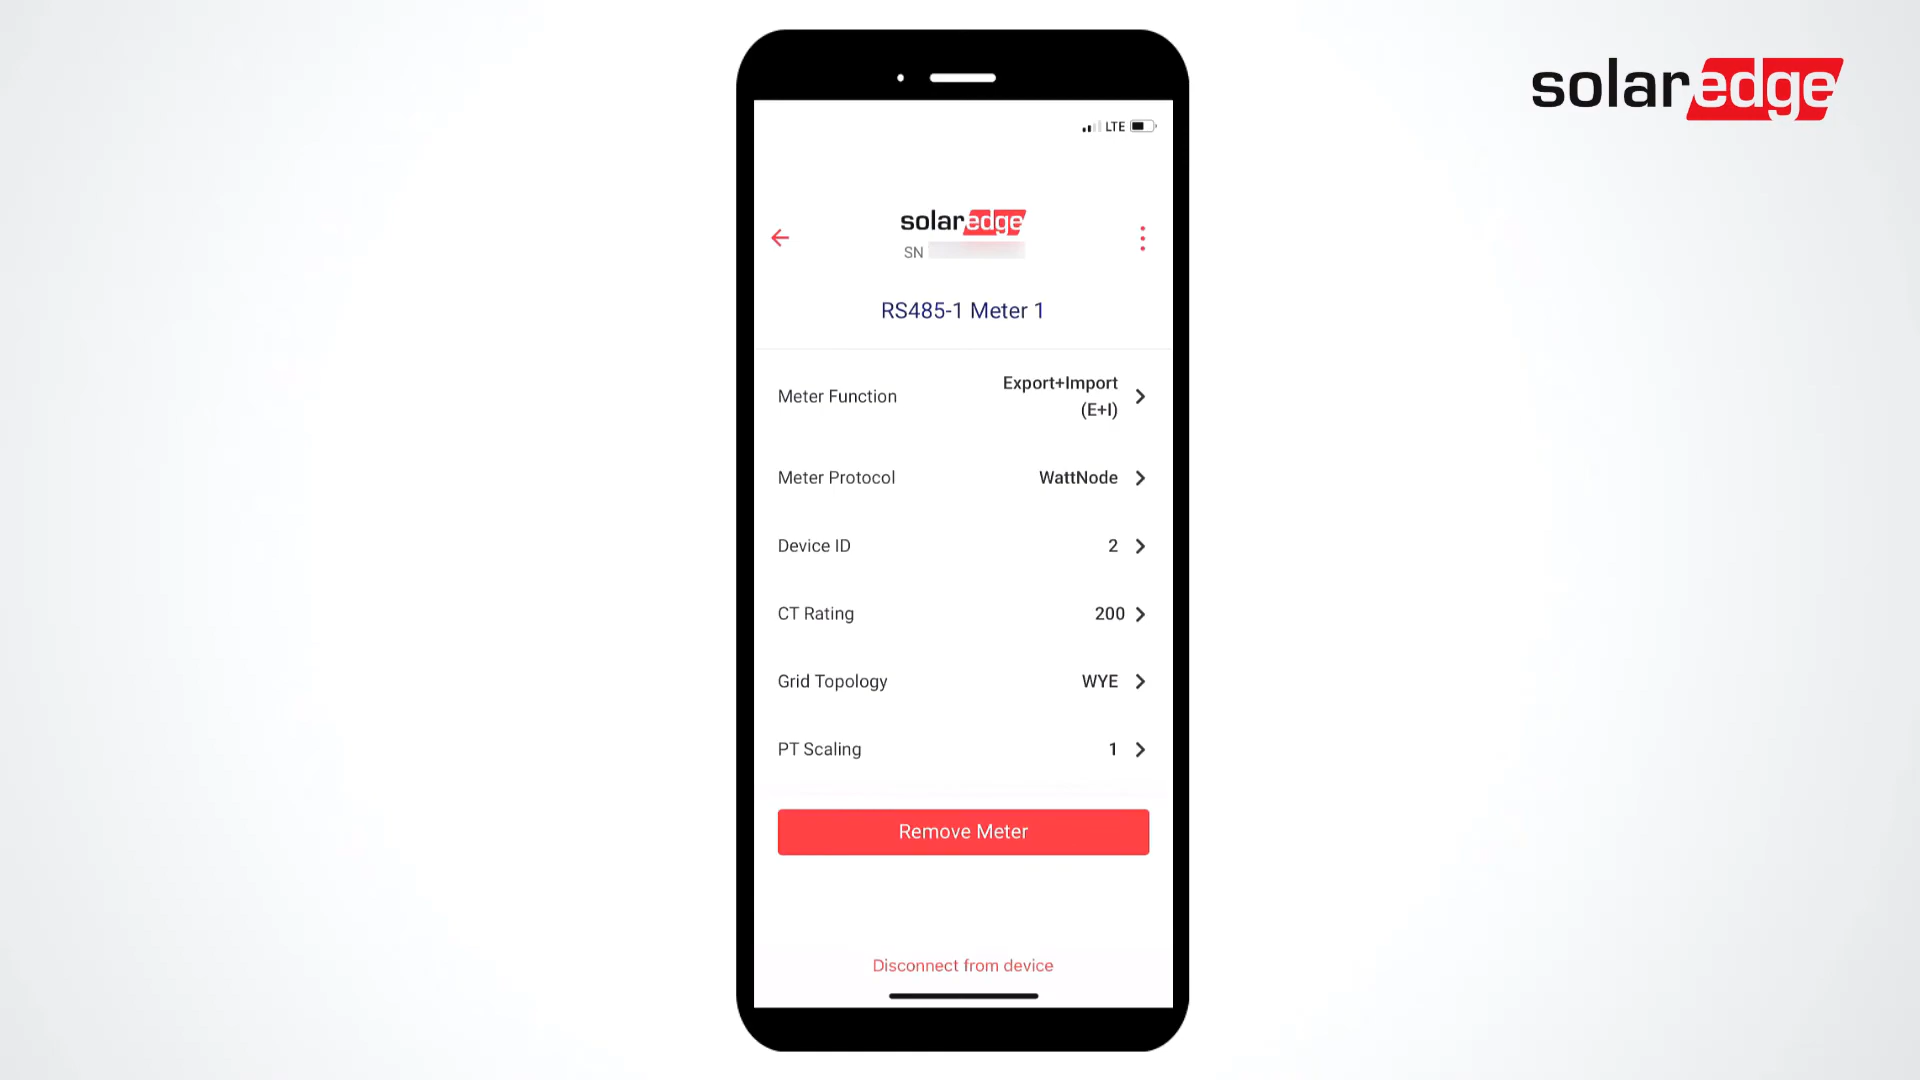 solaredge
LTE
solaredge
SN
RS485-1 Meter 1
Meter Function Export+Import
(E+I)
Meter Protocol WattNode
Device ID 2
CT Rating 200
Grid Topology WYE
PT Scaling 1
Remove Meter
Disconnect from device